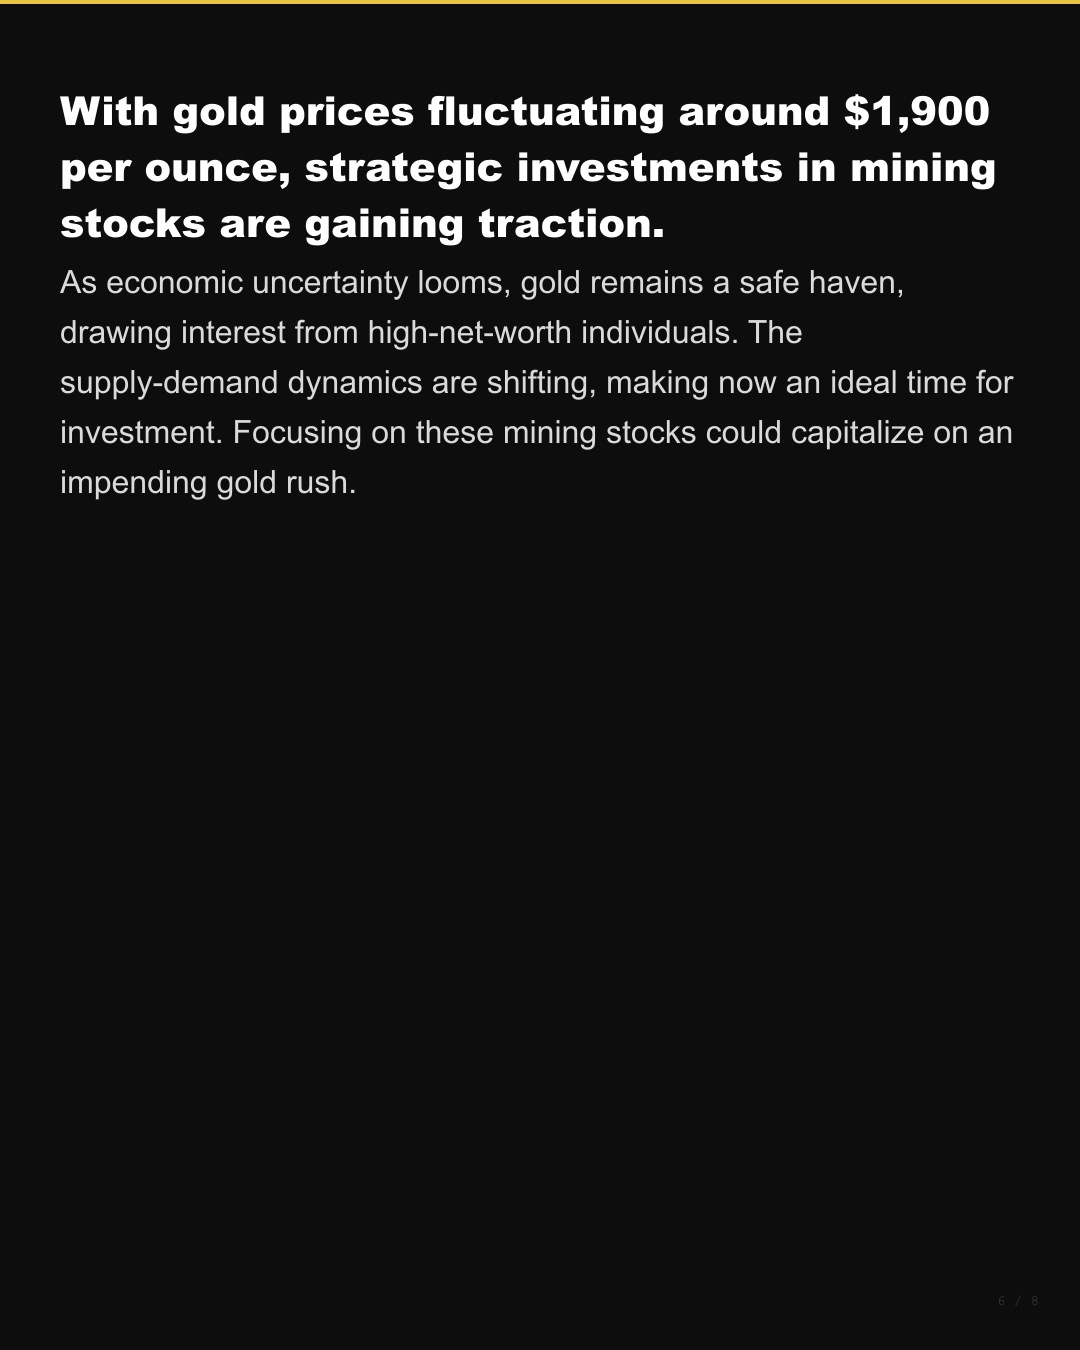 With gold prices fluctuating around $1,900
per ounce, strategic investments in mining
stocks are gaining traction.
As economic uncertainty looms, gold remains a safe haven,
drawing interest from high-net-worth individuals. The
supply-demand dynamics are shifting, making now an ideal time for
investment. Focusing on these mining stocks could capitalize on an
impending gold rush.
6 / 8